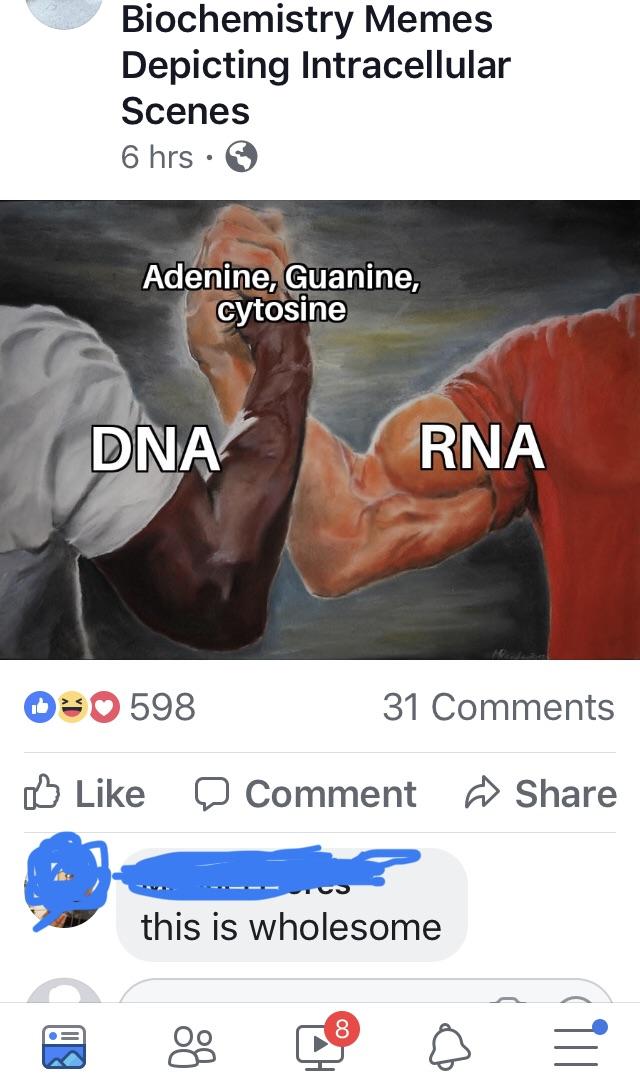 Biochemistry Memes
Depicting Intracellular
Scenes
6 hrs ·
Adenine, Guanine,
cytosine
DNA
RNA
598
31 Comments
Like
Comment
Share
this is wholesome
8